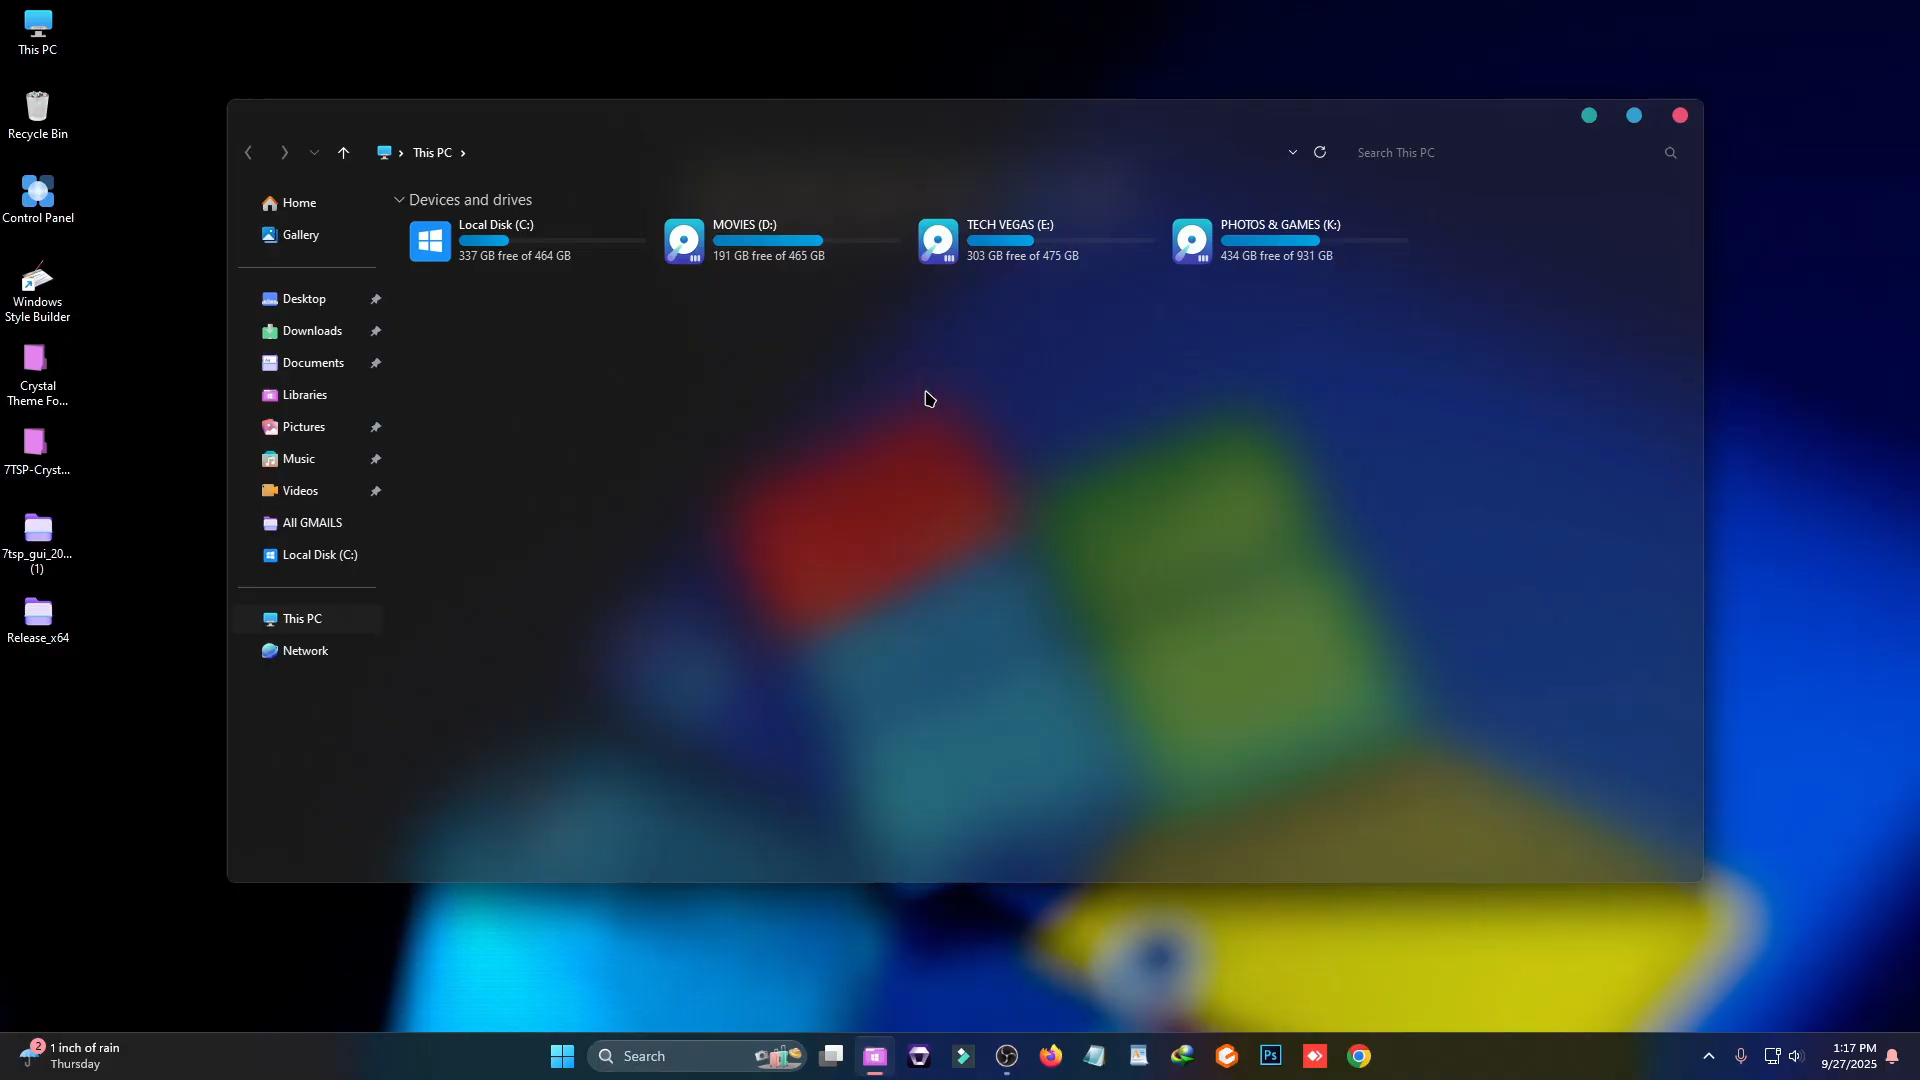 This PC
Recycle Bin
Control Panel
Windows
Style Builder
Crystal
Theme Fo...
7TSP-Cryst...
7tsp_gui_20...
(1)
Release_x64
This PC
Search This PC
Home
Gallery
Desktop
Downloads
Documents
Libraries
Pictures
Music
Videos
All GMAILS
Local Disk (C:)
This PC
Network
Devices and drives
Local Disk (C:)
337 GB free of 464 GB
MOVIES (D:)
191 GB free of 465 GB
TECH VEGAS (E:)
303 GB free of 475 GB
PHOTOS & GAMES (K:)
434 GB free of 931 GB
2
1 inch of rain
Thursday
Search
Ps
1:17 PM
9/27/2025